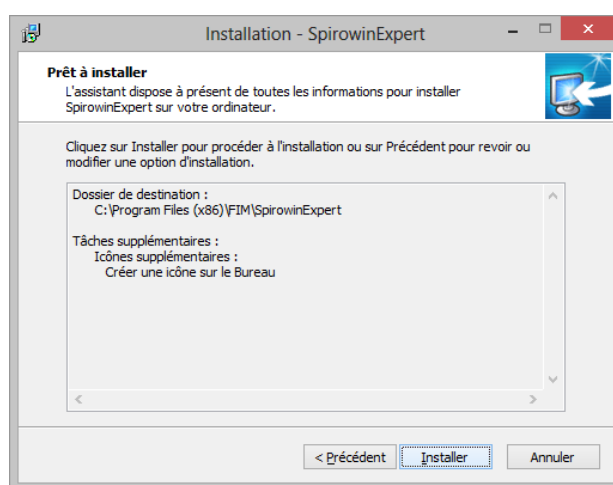 Installation - SpirowinExpert
Prêt à installer
L'assistant dispose à présent de toutes les informations pour installer
SpirowinExpert sur votre ordinateur.
Cliquez sur Installer pour procéder à l'installation ou sur Précédent pour revoir ou
modifier une option d'installation.
Dossier de destination :
C:\Program Files (x86)\FIM\SpirowinExpert
Tâches supplémentaires :
Icônes supplémentaires :
Créer une icône sur le Bureau
< Précédent Installer Annuler